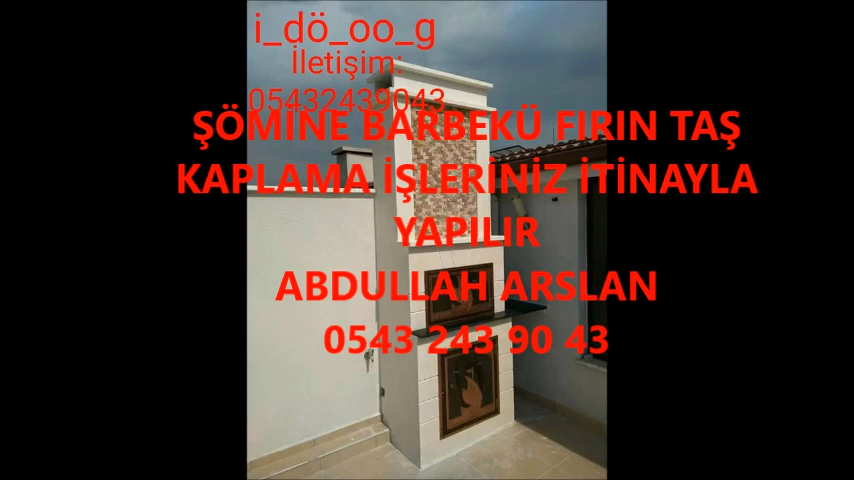 i_dö_oo_g
İletişim:
05432439043
ŞÖMİNE BARBEKÜ FIRIN TAŞ
KAPLAMA İŞLERİNİZ İTİNAYLA
YAPILIR
ABDULLAH ARSLAN
0543 243 90 43